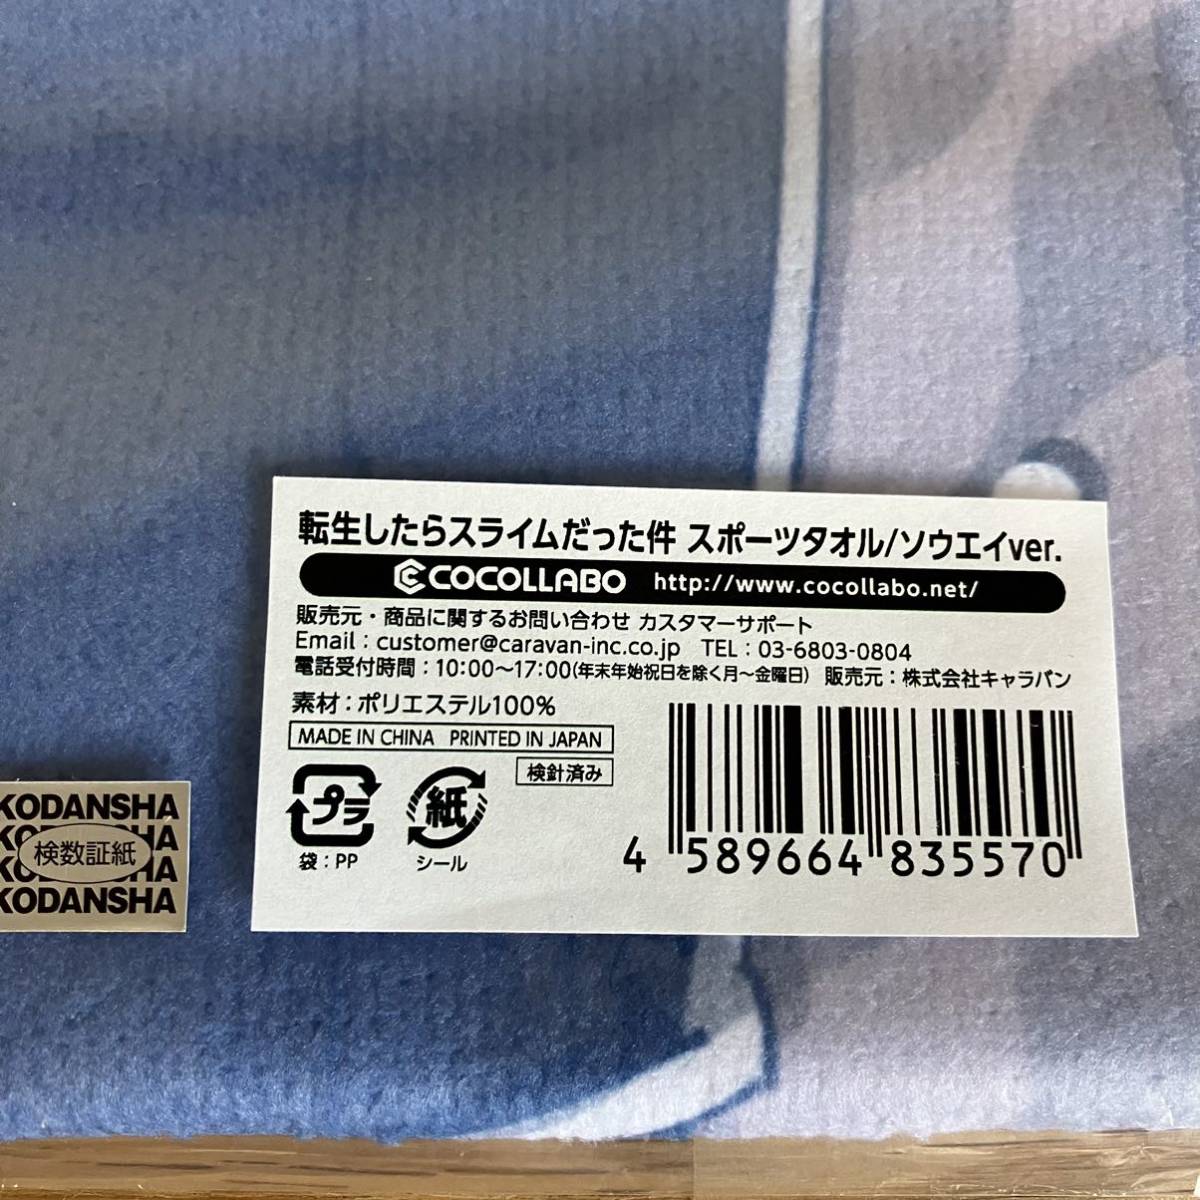 転生したらスライムだった件 スポーツタオル/ソウエイver.
COCOLLABO http://www.cocollabo.net/
販売元・商品に関するお問い合わせ カスタマーサポート
Email：customer@caravan-inc.co.jp TEL：03-6803-0804
電話受付時間：10:00～17:00(年末年始祝日を除く月～金曜日) 販売元：株式会社キャラバン
素材：ポリエステル100%
MADE IN CHINA PRINTED IN JAPAN
検針済み
プラ
紙
袋：PP
シール
4 589664 835570
KODANSHA
検数証紙
KODANSHA